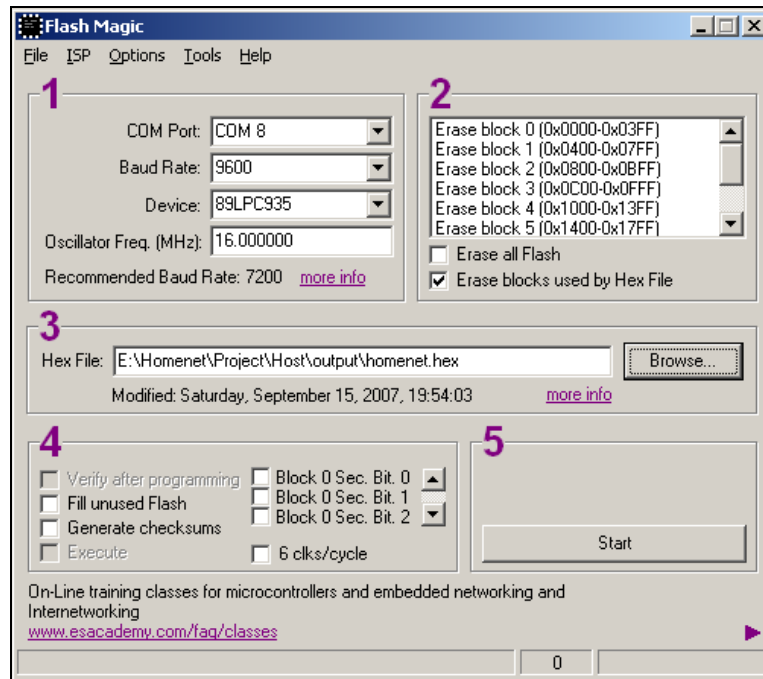 Flash Magic
File ISP Options Tools Help
1
COM Port: COM 8
Baud Rate: 9600
Device: 89LPC935
Oscillator Freq. (MHz): 16.000000
Recommended Baud Rate: 7200 more info
2
Erase block 0 (0x0000-0x03FF)
Erase block 1 (0x0400-0x07FF)
Erase block 2 (0x0800-0x0BFF)
Erase block 3 (0x0C00-0x0FFF)
Erase block 4 (0x1000-0x13FF)
Erase block 5 (0x1400-0x17FF)
Erase all Flash
Erase blocks used by Hex File
3
Hex File: E:\Homenet\Project\Host\output\homenet.hex Browse...
Modified: Saturday, September 15, 2007, 19:54:03 more info
4
Verify after programming
Fill unused Flash
Generate checksums
Execute
Block 0 Sec. Bit. 0
Block 0 Sec. Bit. 1
Block 0 Sec. Bit. 2
6 clks/cycle
5
Start
On-Line training classes for microcontrollers and embedded networking and
Internetworking
www.esacademy.com/faq/classes
0